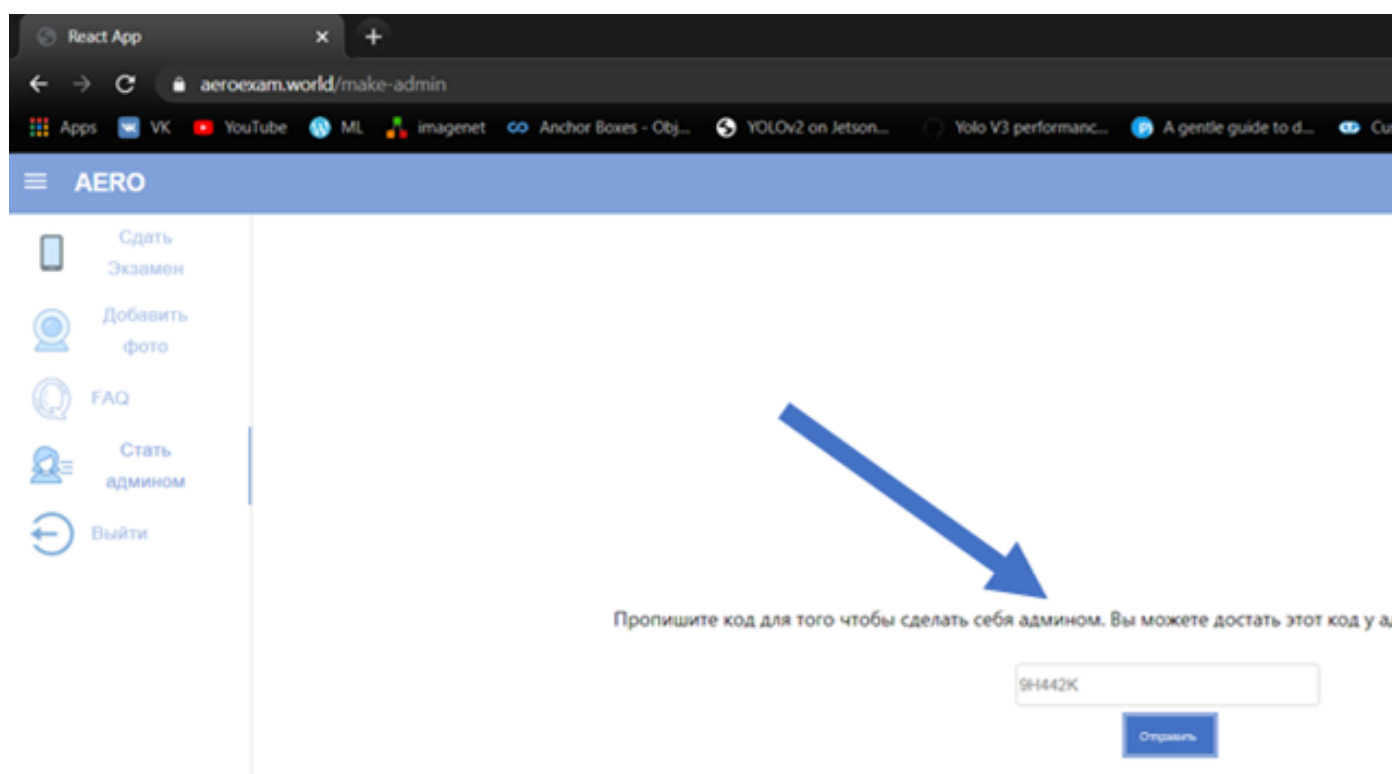 React App
aeroexam.world/make-admin
Apps VK YouTube ML imagenet Anchor Boxes - Obj... YOLOv2 on Jetson... Yolo V3 performanc... A gentle guide to d... Cu
AERO
Сдать
Экзамен
Добавить
фото
FAQ
Стать
админом
Выйти
Пропишите код для того чтобы сделать себя админом. Вы можете достать этот код у ад
9H442K
Отправить